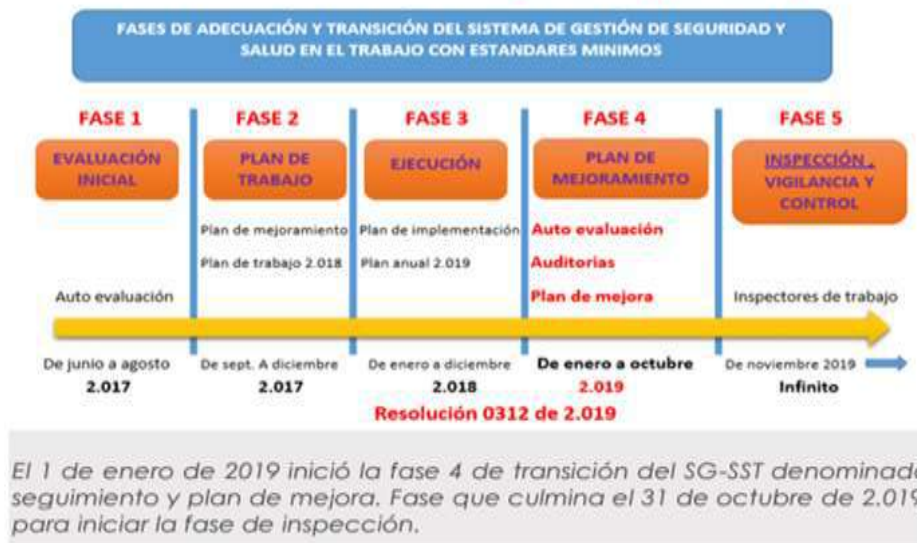 FASES DE ADECUACIÓN Y TRANSICIÓN DEL SISTEMA DE GESTIÓN DE SEGURIDAD Y
SALUD EN EL TRABAJO CON ESTANDARES MINIMOS
FASE 1
EVALUACIÓN
INICIAL
Auto evaluación
De junio a agosto
2.017
FASE 2
PLAN DE
TRABAJO
Plan de mejoramiento
Plan de trabajo 2.018
De sept. A diciembre
2.017
FASE 3
EJECUCIÓN
Plan de implementación
Plan anual 2.019
De enero a diciembre
2.018
FASE 4
PLAN DE
MEJORAMIENTO
Auto evaluación
Auditorias
Plan de mejora
De enero a octubre
2.019
FASE 5
INSPECCIÓN ,
VIGILANCIA Y
CONTROL
Inspectores de trabajo
De noviembre 2019
Infinito
Resolución 0312 de 2.019
El 1 de enero de 2019 inició la fase 4 de transición del SG-SST denominada
seguimiento y plan de mejora. Fase que culmina el 31 de octubre de 2.019
para iniciar la fase de inspección.